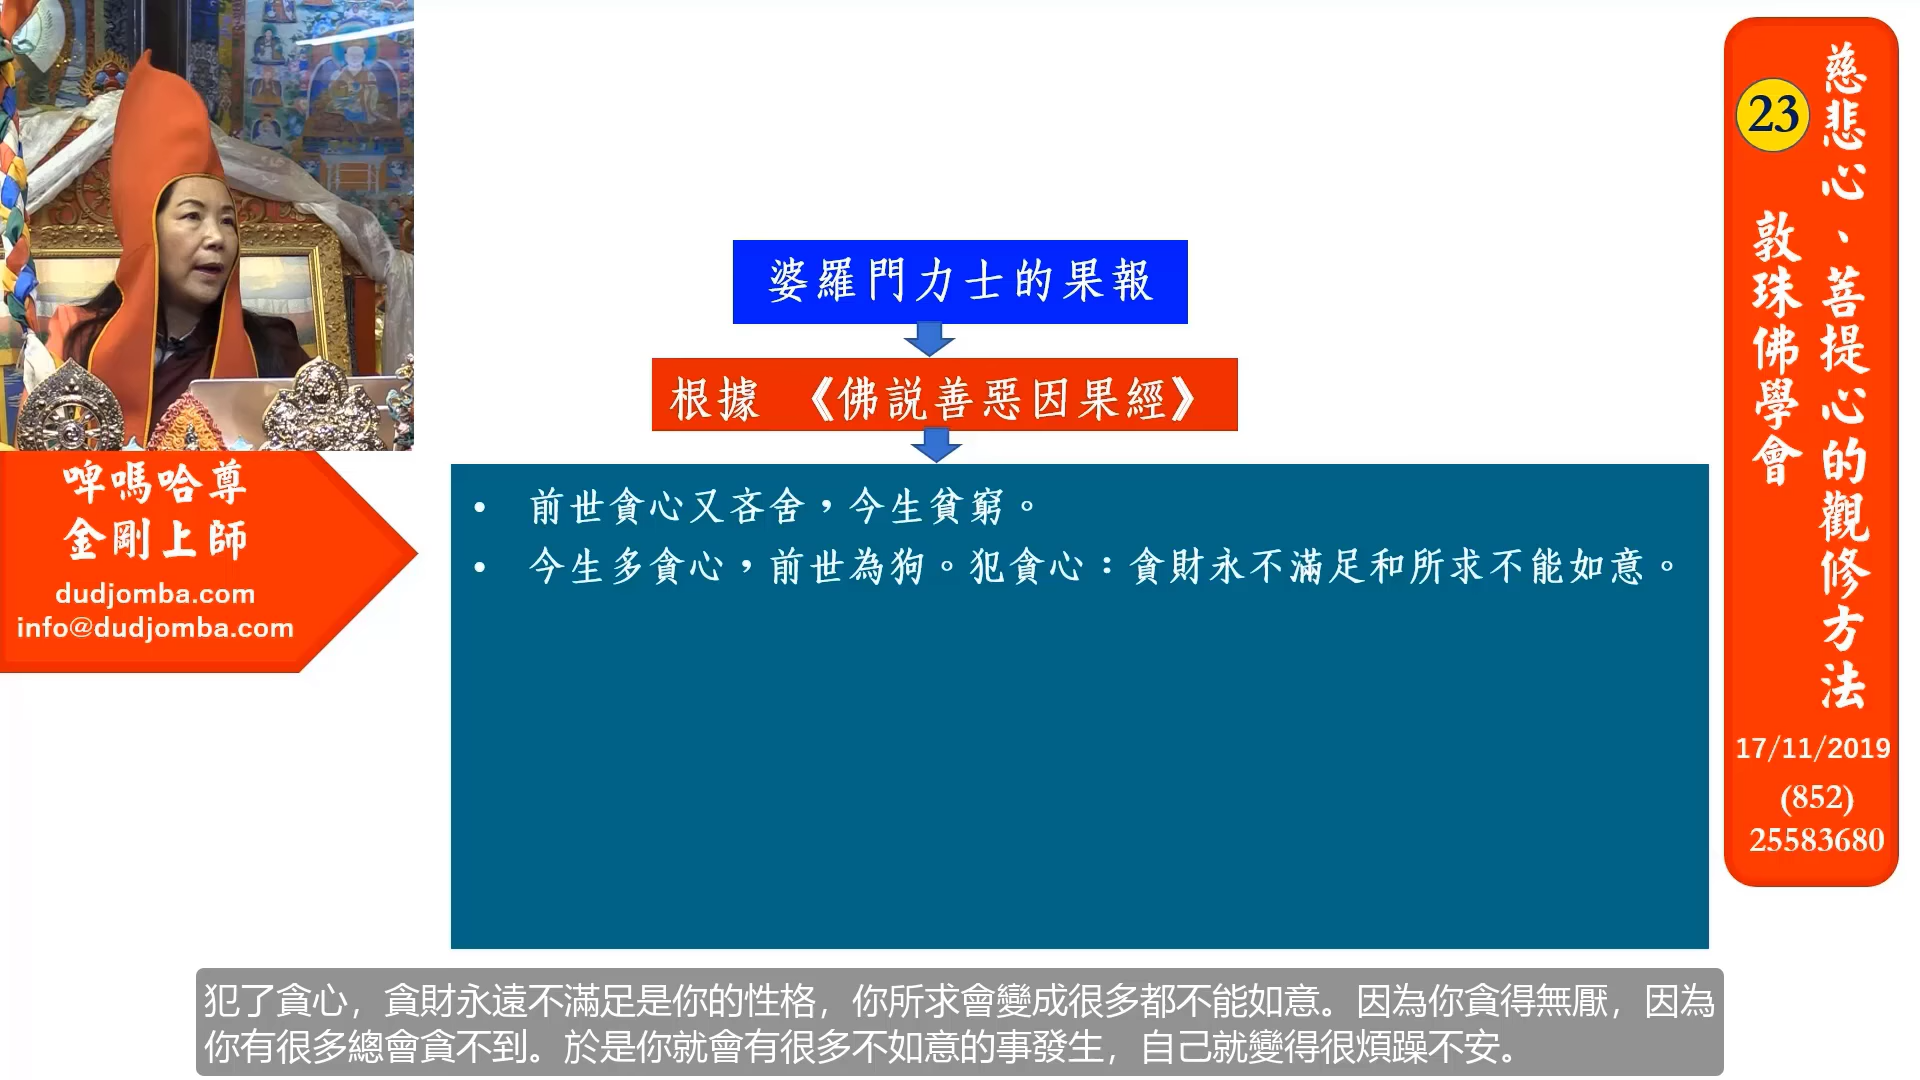 婆羅門力士的果報
根據 《佛説善惡因果經》
• 前世貪心又吝舍，今生貧窮。
• 今生多貪心，前世為狗。犯貪心：貪財永不滿足和所求不能如意。
啤嗎哈尊
金剛上師
dudjomba.com
info@dudjomba.com
慈悲心、菩提心的觀修方法
23
敦珠佛學會
17/11/2019
(852)
25583680
犯了貪心，貪財永遠不滿足是你的性格，你所求會變成很多都不能如意。因為你貪得無厭，因為
你有很多總會貪不到。於是你就會有很多不如意的事發生，自己就變得很煩躁不安。